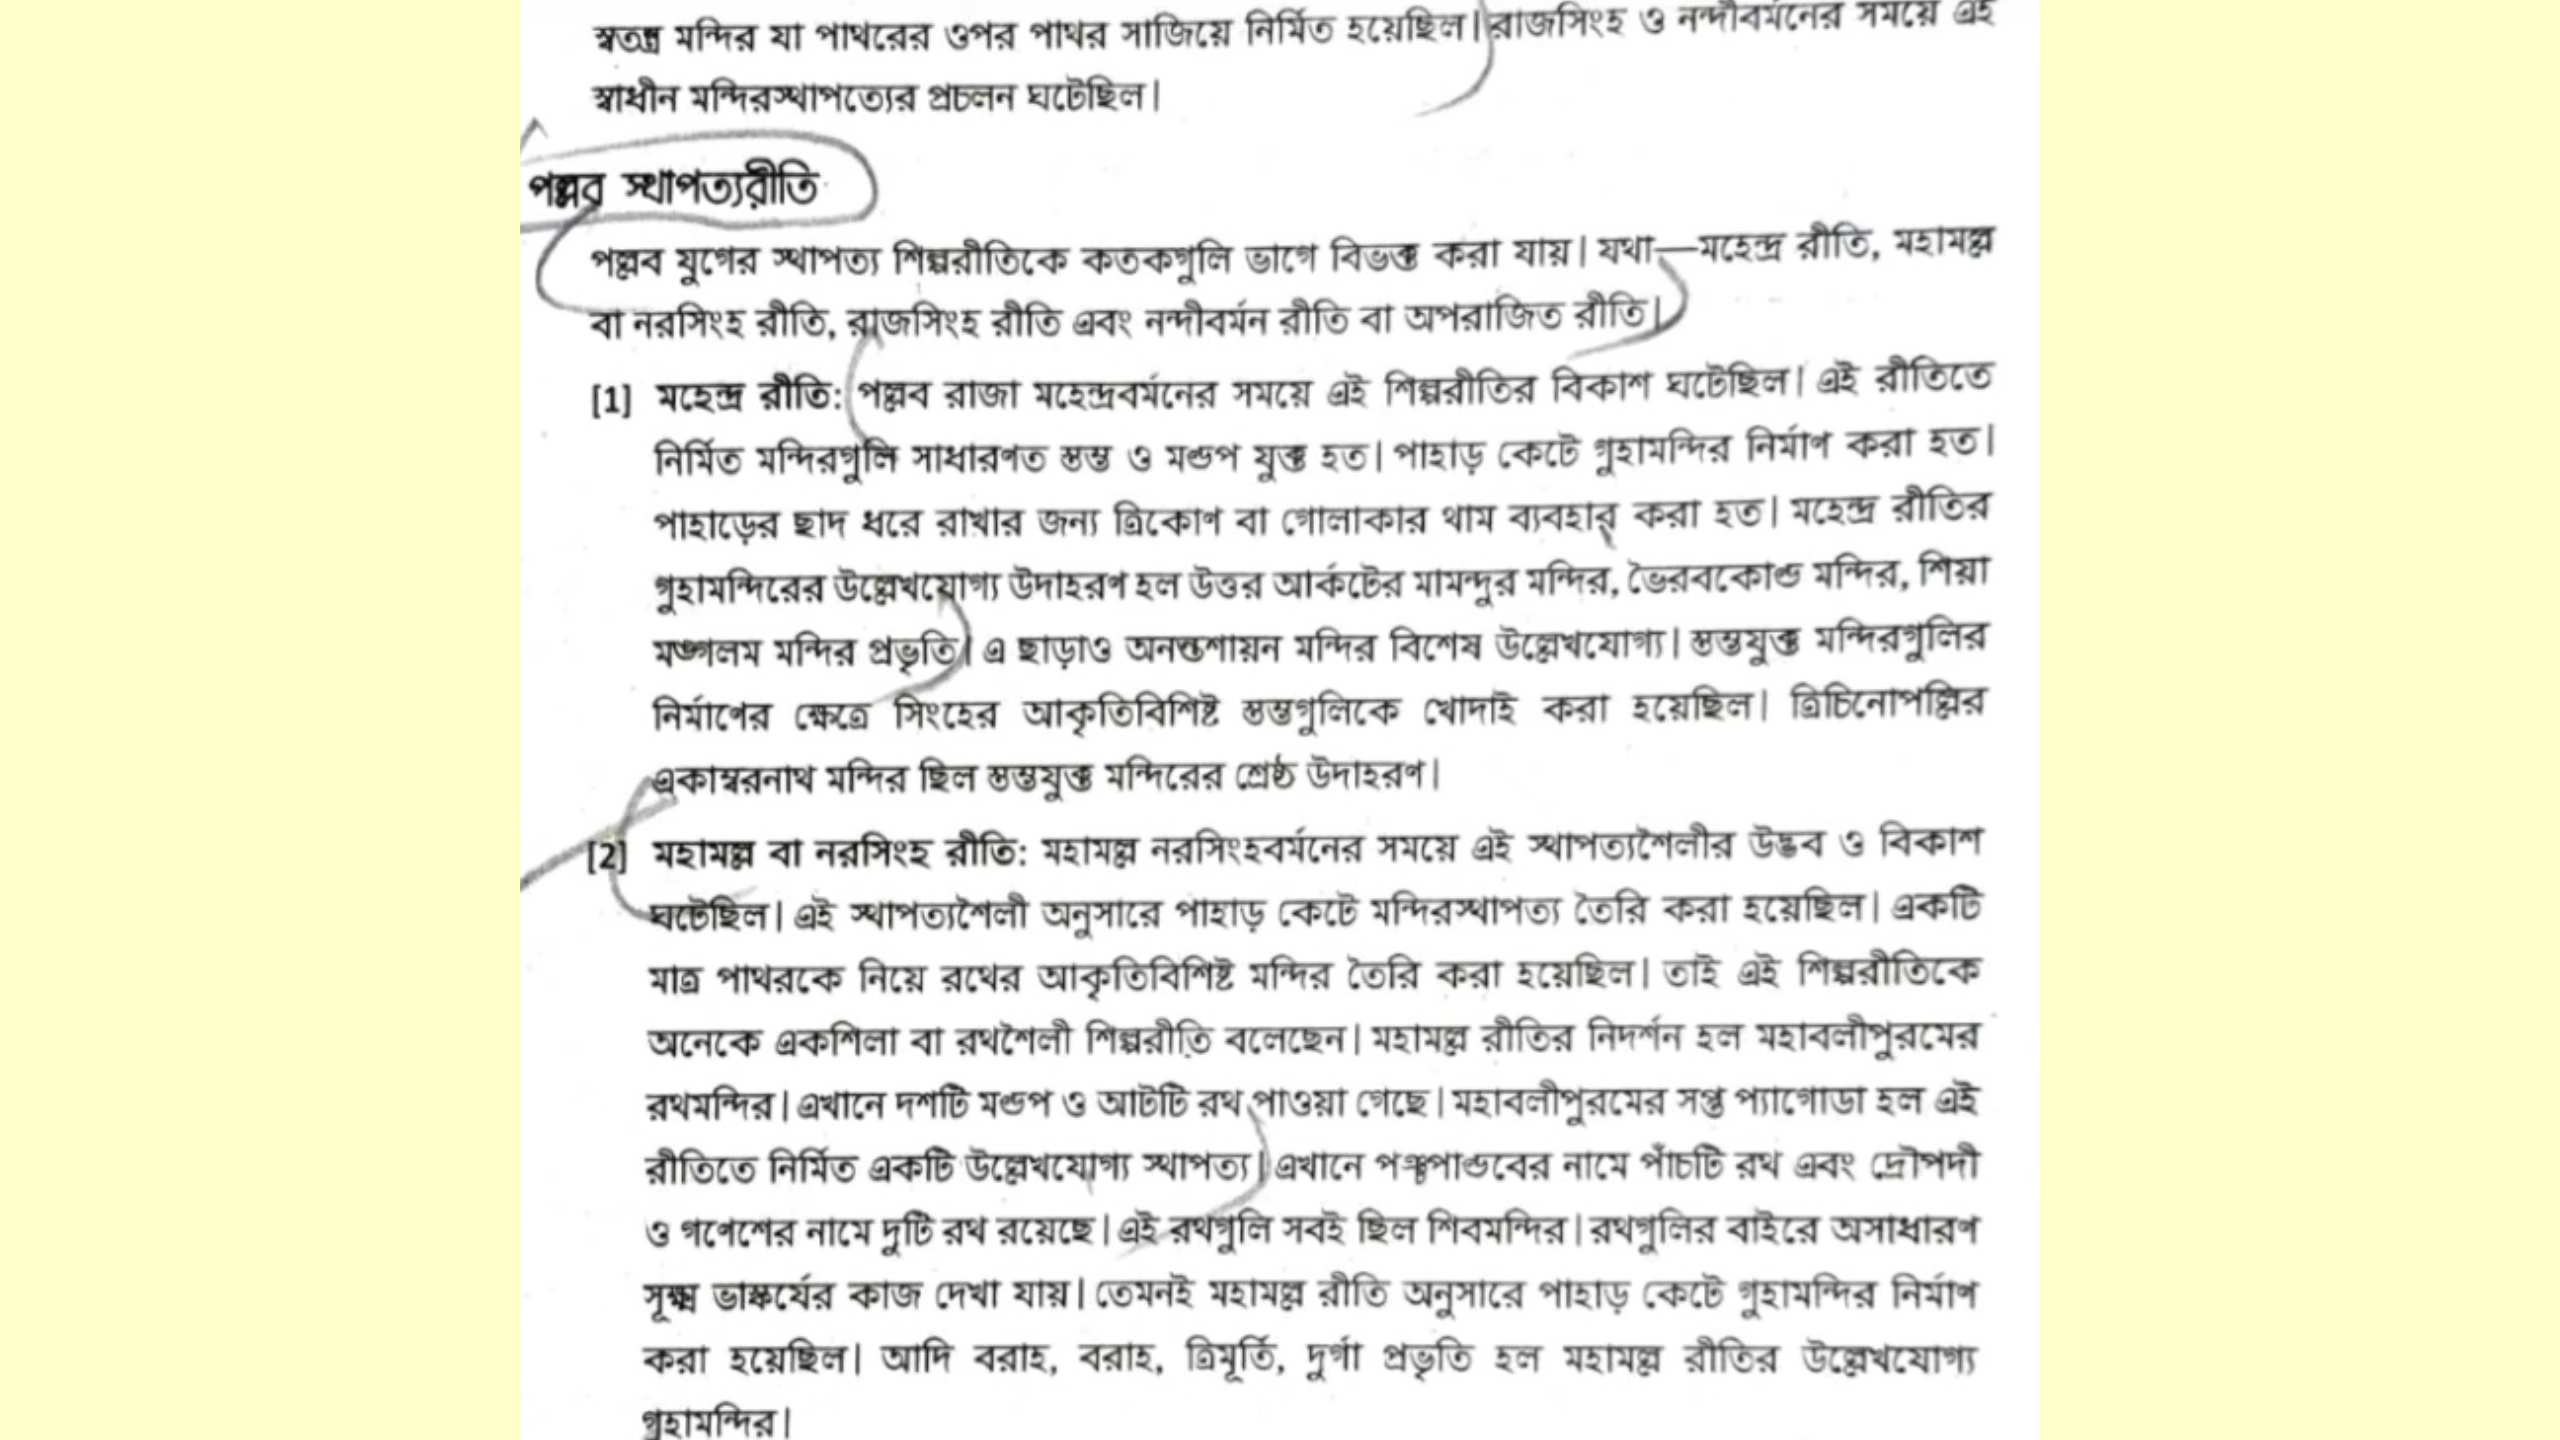 স্বতন্ত্র মন্দির যা পাথরের ওপর পাথর সাজিয়ে নির্মিত হয়েছিল। রাজসিংহ ও নন্দীবর্মনের সময়ে এই
স্বাধীন মন্দিরস্থাপত্যের প্রচলন ঘটেছিল।
পল্লব স্থাপত্যরীতি
পল্লব যুগের স্থাপত্য শিল্পরীতিকে কতকগুলি ভাগে বিভক্ত করা যায়। যথা—মহেন্দ্র রীতি, মহামল্ল
বা নরসিংহ রীতি, রাজসিংহ রীতি এবং নন্দীবর্মন রীতি বা অপরাজিত রীতি।
[1] মহেন্দ্র রীতি: পল্লব রাজা মহেন্দ্রবর্মনের সময়ে এই শিল্পরীতির বিকাশ ঘটেছিল। এই রীতিতে
নির্মিত মন্দিরগুলি সাধারণত স্তম্ভ ও মণ্ডপ যুক্ত হত। পাহাড় কেটে গুহামন্দির নির্মাণ করা হত।
পাহাড়ের ছাদ ধরে রাখার জন্য ত্রিকোণ বা গোলাকার থাম ব্যবহার করা হত। মহেন্দ্র রীতির
গুহামন্দিরের উল্লেখযোগ্য উদাহরণ হল উত্তর আর্কটের মামন্দুর মন্দির, ভৈরবকোন্ড মন্দির, শিয়া
মঙ্গলম মন্দির প্রভৃতি। এ ছাড়াও অনন্তশায়ন মন্দির বিশেষ উল্লেখযোগ্য। স্তম্ভযুক্ত মন্দিরগুলির
নির্মাণের ক্ষেত্রে সিংহের আকৃতিবিশিষ্ট স্তম্ভগুলিকে খোদাই করা হয়েছিল। ত্রিচিনোপল্লির
একাম্বরনাথ মন্দির ছিল স্তম্ভযুক্ত মন্দিরের শ্রেষ্ঠ উদাহরণ।
[2] মহামল্ল বা নরসিংহ রীতি: মহামল্ল নরসিংহবর্মনের সময়ে এই স্থাপত্যশৈলীর উদ্ভব ও বিকাশ
ঘটেছিল। এই স্থাপত্যশৈলী অনুসারে পাহাড় কেটে মন্দিরস্থাপত্য তৈরি করা হয়েছিল। একটি
মাত্র পাথরকে নিয়ে রথের আকৃতিবিশিষ্ট মন্দির তৈরি করা হয়েছিল। তাই এই শিল্পরীতিকে
অনেকে একশিলা বা রথশৈলী শিল্পরীতি বলেছেন। মহামল্ল রীতির নিদর্শন হল মহাবলীপুরমের
রথমন্দির। এখানে দশটি মণ্ডপ ও আটটি রথ পাওয়া গেছে। মহাবলীপুরমের সপ্ত প্যাগোডা হল এই
রীতিতে নির্মিত একটি উল্লেখযোগ্য স্থাপত্য। এখানে পঞ্চপাণ্ডবের নামে পাঁচটি রথ এবং দ্রৌপদী
ও গণেশের নামে দুটি রথ রয়েছে। এই রথগুলি সবই ছিল শিবমন্দির। রথগুলির বাইরে অসাধারণ
সূক্ষ্ম ভাস্কর্যের কাজ দেখা যায়। তেমনই মহামল্ল রীতি অনুসারে পাহাড় কেটে গুহামন্দির নির্মাণ
করা হয়েছিল। আদি বরাহ, বরাহ, ত্রিমূর্তি, দুর্গা প্রভৃতি হল মহামল্ল রীতির উল্লেখযোগ্য
গুহামন্দির।